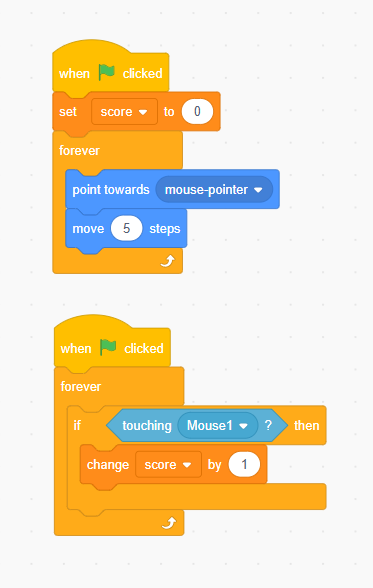 when clicked
set score to 0
forever
point towards mouse-pointer
move 5 steps
when clicked
forever
if touching Mouse1 ? then
change score by 1